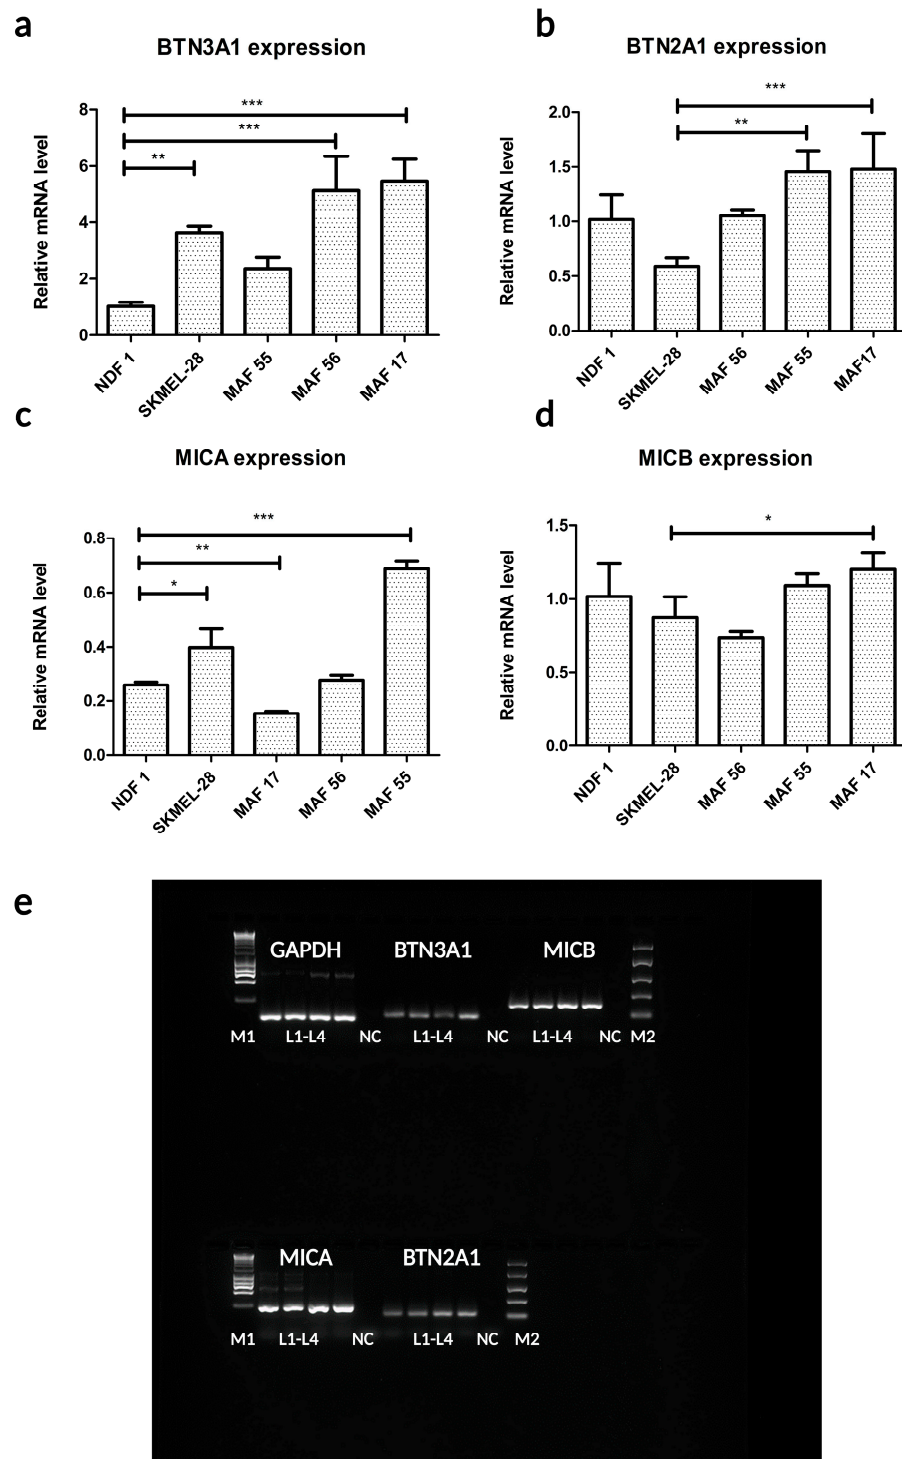 a
BTN3A1 expression
Relative mRNA level
8
6
4
2
0
***
***
**
NDF 1
SKMEL-28
MAF 55
MAF 56
MAF 17
b
BTN2A1 expression
Relative mRNA level
2.0
1.5
1.0
0.5
0.0
***
**
NDF 1
SKMEL-28
MAF 56
MAF 55
MAF17
c
MICA expression
Relative mRNA level
0.8
0.6
0.4
0.2
0.0
***
**
*
NDF 1
SKMEL-28
MAF 17
MAF 56
MAF 55
d
MICB expression
Relative mRNA level
1.5
1.0
0.5
0.0
*
NDF 1
SKMEL-28
MAF 56
MAF 55
MAF 17
e
GAPDH BTN3A1 MICB
M1 L1-L4 NC L1-L4 NC L1-L4 NC M2
MICA BTN2A1
M1 L1-L4 NC L1-L4 NC M2